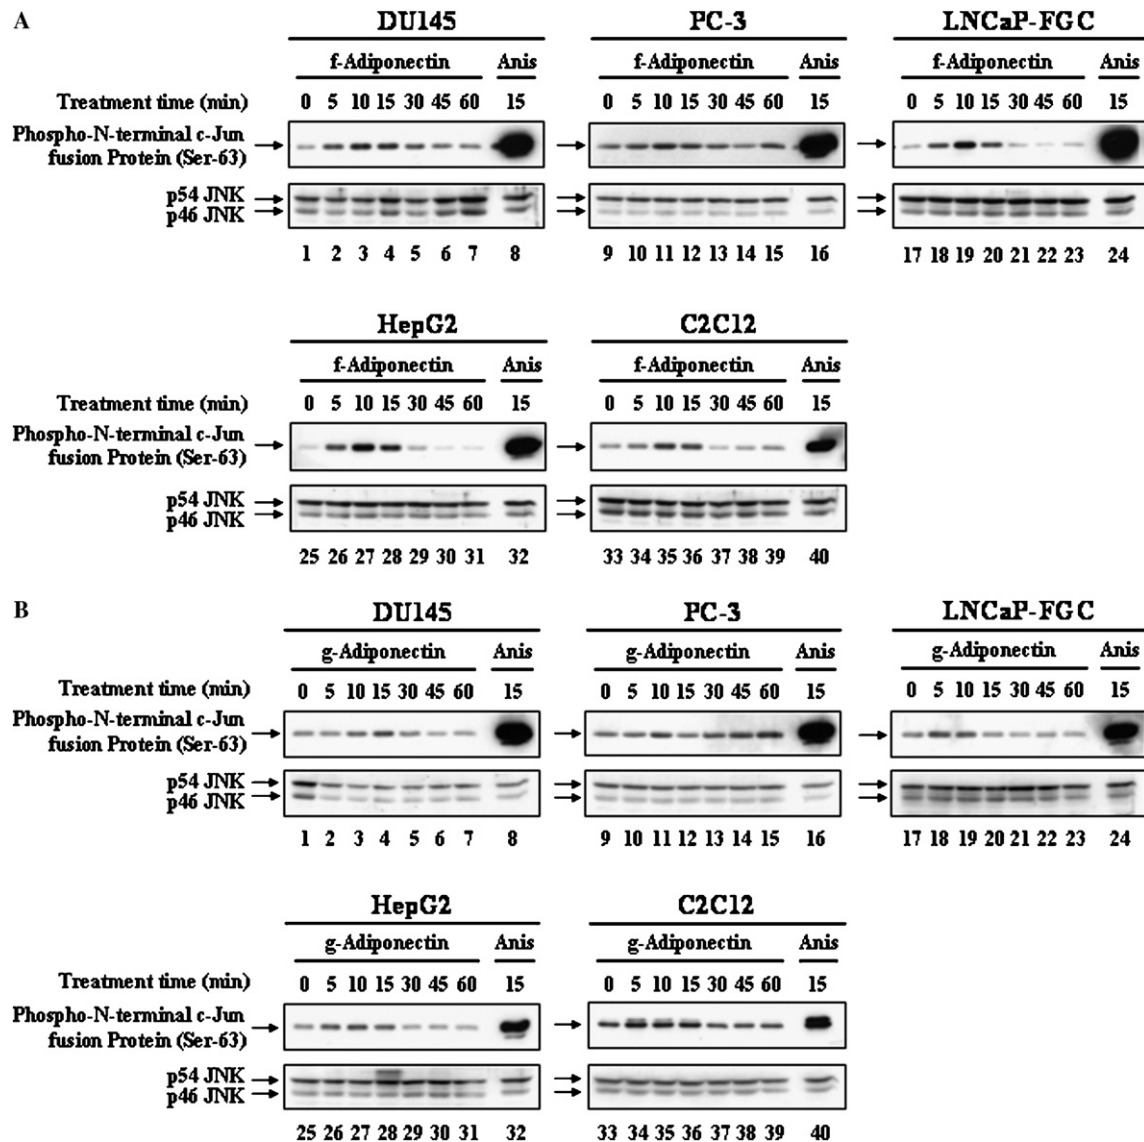 A
DU145 PC-3 LNCaP-FGC
f-Adiponectin Anis f-Adiponectin Anis f-Adiponectin Anis
Treatment time (min) 0 5 10 15 30 45 60 15 0 5 10 15 30 45 60 15 0 5 10 15 30 45 60 15
Phospho-N-terminal c-Jun
fusion Protein (Ser-63)
p54 JNK
p46 JNK
1 2 3 4 5 6 7 8 9 10 11 12 13 14 15 16 17 18 19 20 21 22 23 24
HepG2 C2C12
f-Adiponectin Anis f-Adiponectin Anis
Treatment time (min) 0 5 10 15 30 45 60 15 0 5 10 15 30 45 60 15
Phospho-N-terminal c-Jun
fusion Protein (Ser-63)
p54 JNK
p46 JNK
25 26 27 28 29 30 31 32 33 34 35 36 37 38 39 40
B
DU145 PC-3 LNCaP-FGC
g-Adiponectin Anis g-Adiponectin Anis g-Adiponectin Anis
Treatment time (min) 0 5 10 15 30 45 60 15 0 5 10 15 30 45 60 15 0 5 10 15 30 45 60 15
Phospho-N-terminal c-Jun
fusion Protein (Ser-63)
p54 JNK
p46 JNK
1 2 3 4 5 6 7 8 9 10 11 12 13 14 15 16 17 18 19 20 21 22 23 24
HepG2 C2C12
g-Adiponectin Anis g-Adiponectin Anis
Treatment time (min) 0 5 10 15 30 45 60 15 0 5 10 15 30 45 60 15
Phospho-N-terminal c-Jun
fusion Protein (Ser-63)
p54 JNK
p46 JNK
25 26 27 28 29 30 31 32 33 34 35 36 37 38 39 40